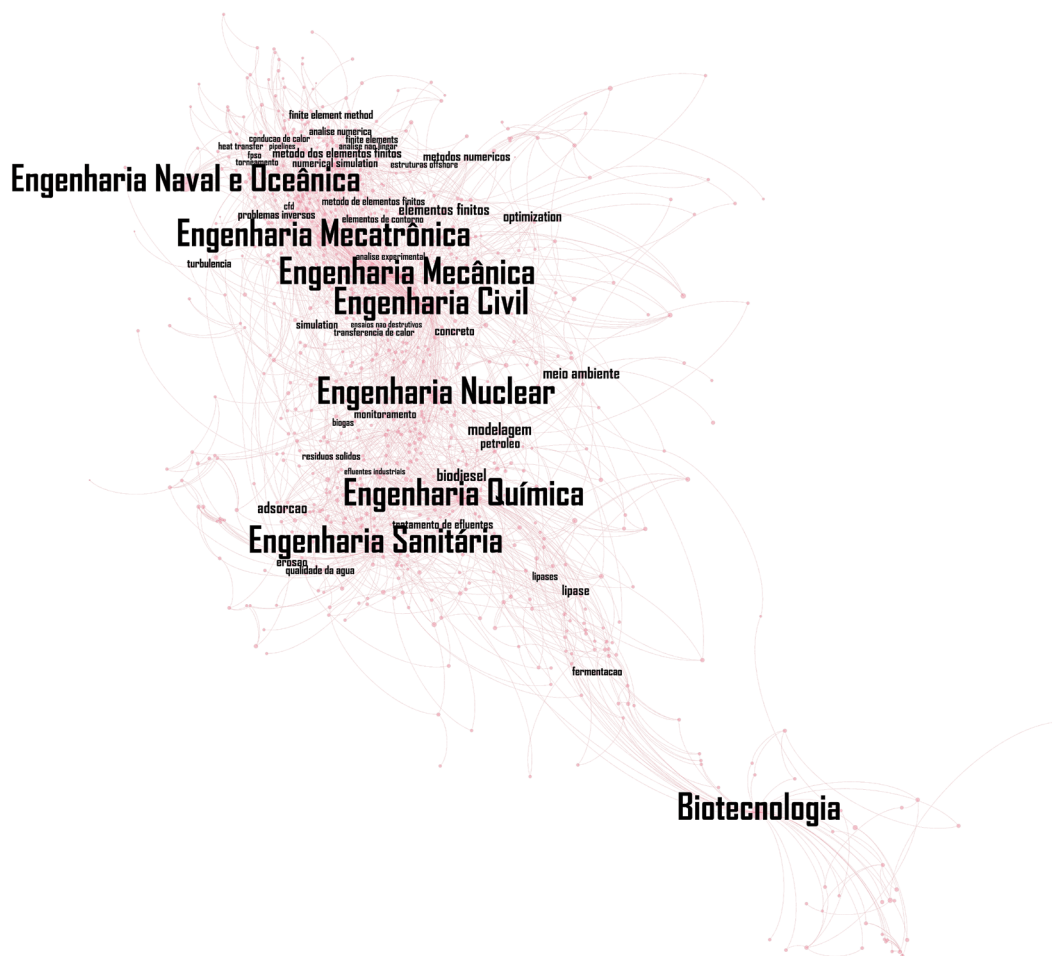 finite element method
analise numerica
conducao de calor
finite elements
heat transfer
pipelines
analise nao linear
fpso
metodo dos elementos finitos
metodos numericos
torneamento
numerical simulation
estruturas offshore
Engenharia Naval e Oceânica
metodo de elementos finitos
cfd
elementos finitos
problemas inversos
elementos de contorno
optimization
Engenharia Mecatrônica
analise experimental
turbulencia
Engenharia Mecânica
Engenharia Civil
simulation
ensaios nao destrutivos
transferencia de calor
concreto
meio ambiente
Engenharia Nuclear
monitoramento
biogas
modelagem
petroleo
residuos solidos
efluentes industriais
biodiesel
Engenharia Química
adsorcao
tratamento de efluentes
Engenharia Sanitária
erosao
qualidade da agua
lipases
lipase
fermentacao
Biotecnologia